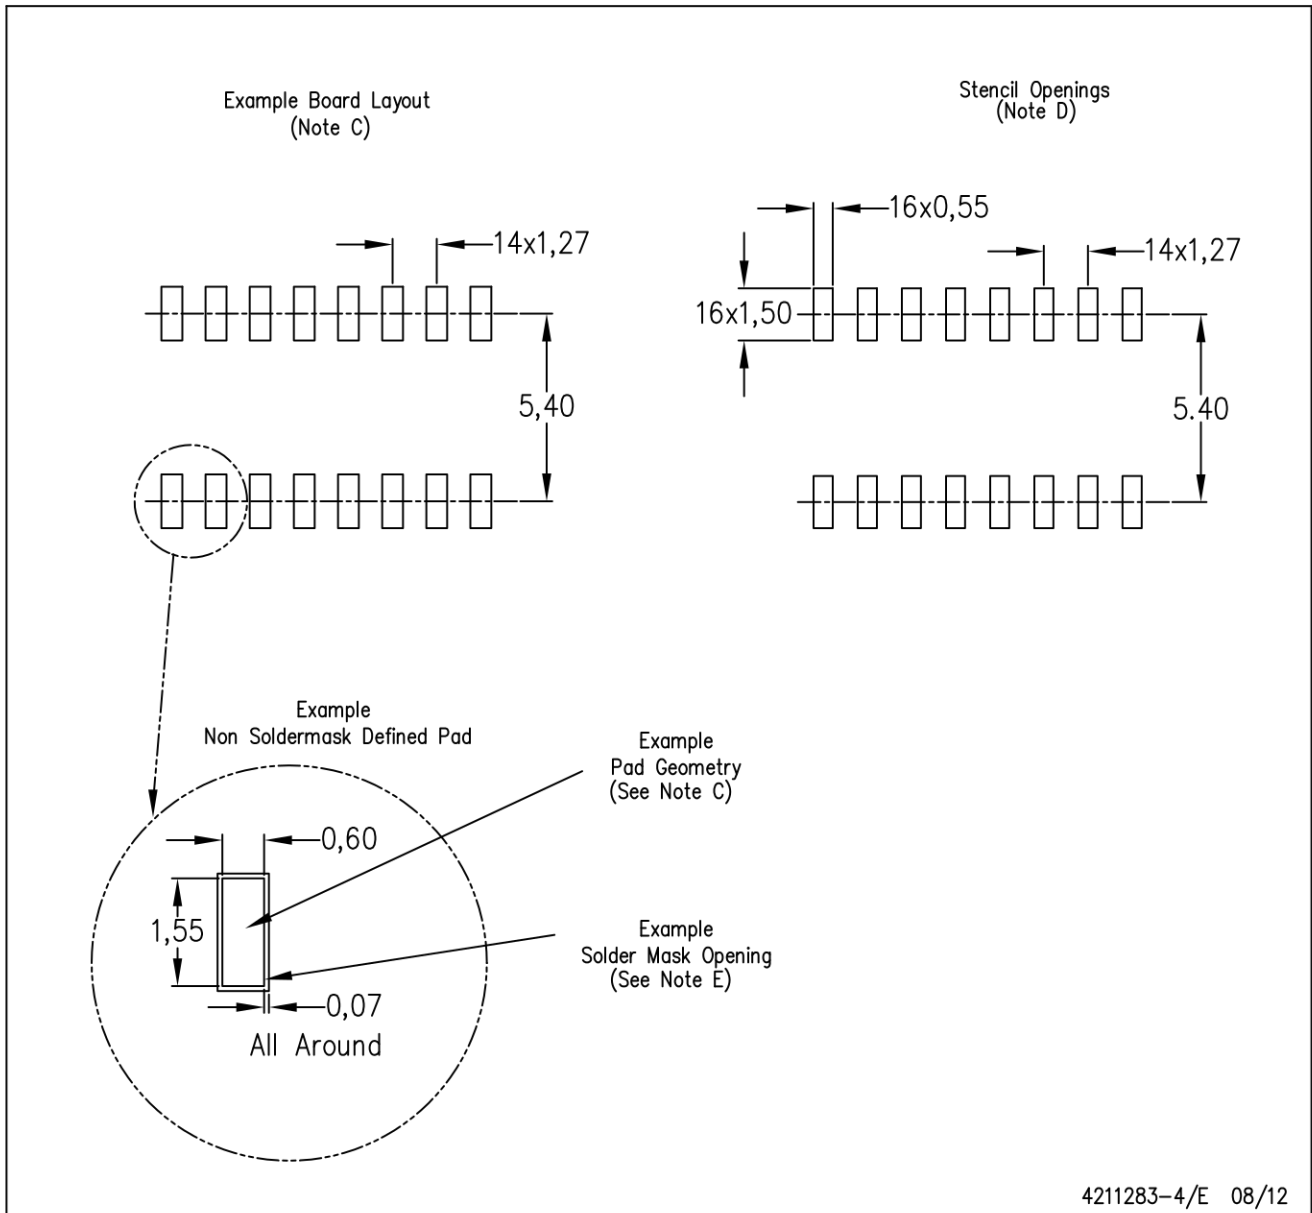 Example Board Layout
(Note C)
Stencil Openings
(Note D)
14x1,27
5,40
16x0,55
14x1,27
16x1,50
5.40
Example
Non Soldermask Defined Pad
Example
Pad Geometry
(See Note C)
0,60
1,55
Example
Solder Mask Opening
(See Note E)
0,07
All Around
4211283-4/E 08/12